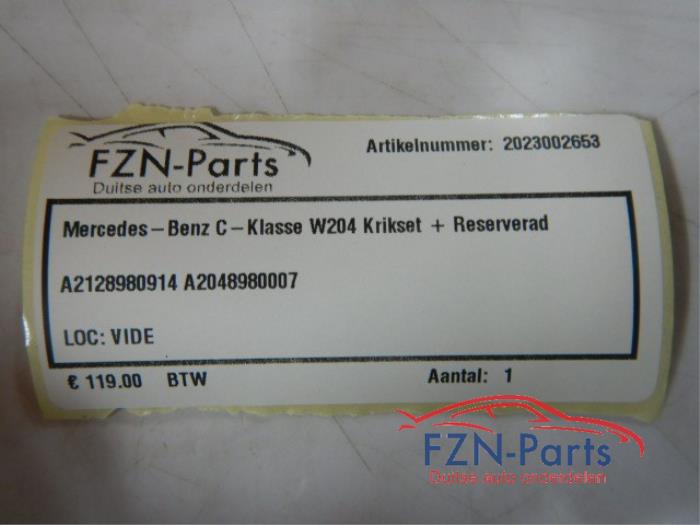 FZN-Parts
Duitse auto onderdelen
Artikelnummer: 2023002653
Mercedes-Benz C-Klasse W204 Krikset + Reserverad
A2128980914 A2048980007
LOC: VIDE
€ 119.00 BTW
Aantal: 1
FZN-Parts
Duitse auto onderdelen